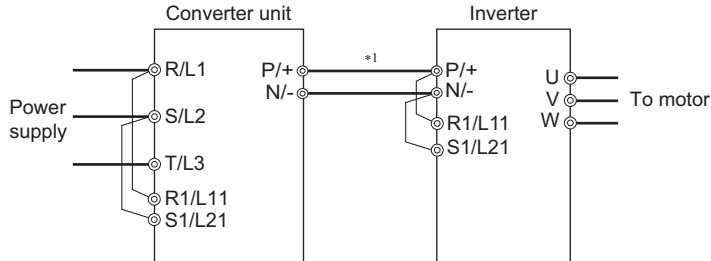 Converter unit
Inverter
R/L1
P/+
*1
P/+
U
N/-
N/-
V
To motor
Power
supply
S/L2
R1/L11
W
S1/L21
T/L3
R1/L11
S1/L21